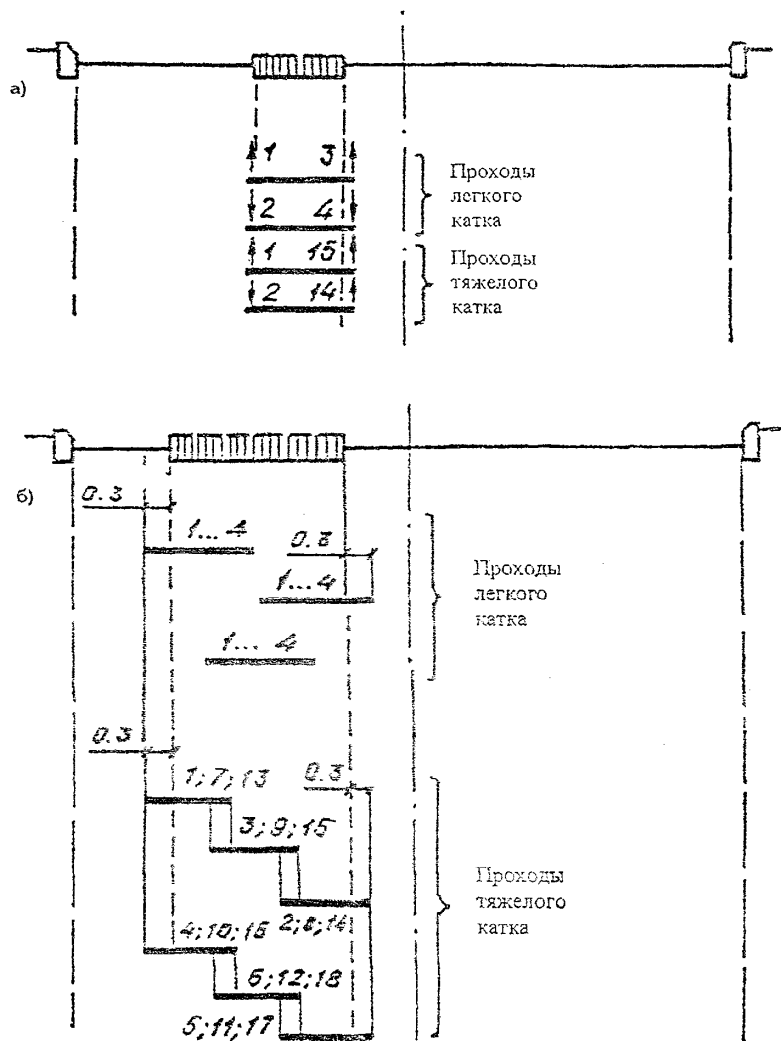 а)
1 3
2 4
1 15
2 14
Проходы
легкого
катка
Проходы
тяжелого
катка
б)
0.3
1... 4
0.3
1... 4
1... 4
Проходы
легкого
катка
0.3
1; 7; 13
0.3
3; 9; 15
2; 8; 14
4; 10; 16
6; 12; 18
5; 11; 17
Проходы
тяжелого
катка